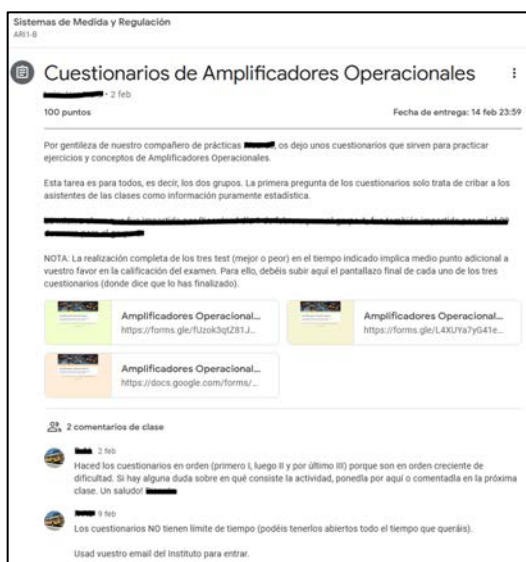 Sistemas de Medida y Regulación
ARI1-B
Cuestionarios de Amplificadores Operacionales
• 2 feb
100 puntos
Fecha de entrega: 14 feb 23:59
Por gentileza de nuestro compañero de prácticas , os dejo unos cuestionarios que sirven para practicar
ejercicios y conceptos de Amplificadores Operacionales.
Esta tarea es para todos, es decir, los dos grupos. La primera pregunta de los cuestionarios solo trata de cribar a los
asistentes de las clases como información puramente estadística.
NOTA: La realización completa de los tres test (mejor o peor) en el tiempo indicado implica medio punto adicional a
vuestro favor en la calificación del examen. Para ello, debéis subir aquí el pantallazo final de cada uno de los tres
cuestionarios (donde dice que lo has finalizado).
Amplificadores Operacional...
https://forms.gle/fUzok3qtZ81J...
Amplificadores Operacional...
https://forms.gle/L4XUYa7yG41e...
Amplificadores Operacional...
https://docs.google.com/forms/...
2 comentarios de clase
2 feb
Haced los cuestionarios en orden (primero I, luego II y por último III) porque son en orden creciente de
dificultad. Si hay alguna duda sobre en qué consiste la actividad, ponedla por aquí o comentadla en la próxima
clase. Un saludo!
9 feb
Los cuestionarios NO tienen límite de tiempo (podéis tenerlos abiertos todo el tiempo que queráis).
Usad vuestro email del Instituto para entrar.